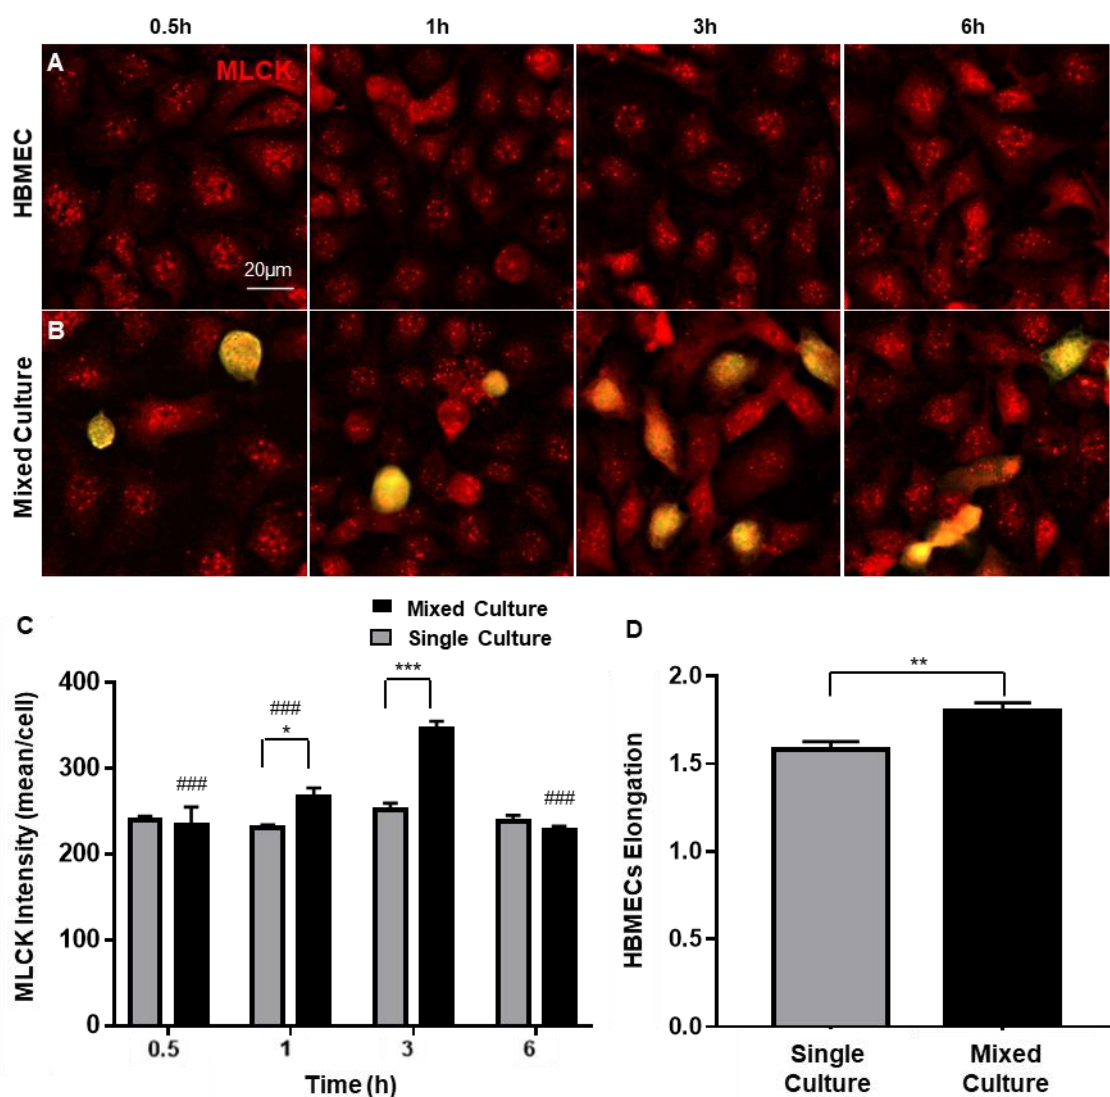 0.5h 1h 3h 6h
A MLCK
HBMEC
20µm
B
Mixed Culture
C
Mixed Culture
Single Culture
MLCK Intensity (mean/cell)
400
300
200
100
0
###
###
*
***
###
0.5 1 3 6
Time (h)
D
**
HBMECs Elongation
2.0
1.5
1.0
0.5
0.0
Single Mixed
Culture Culture